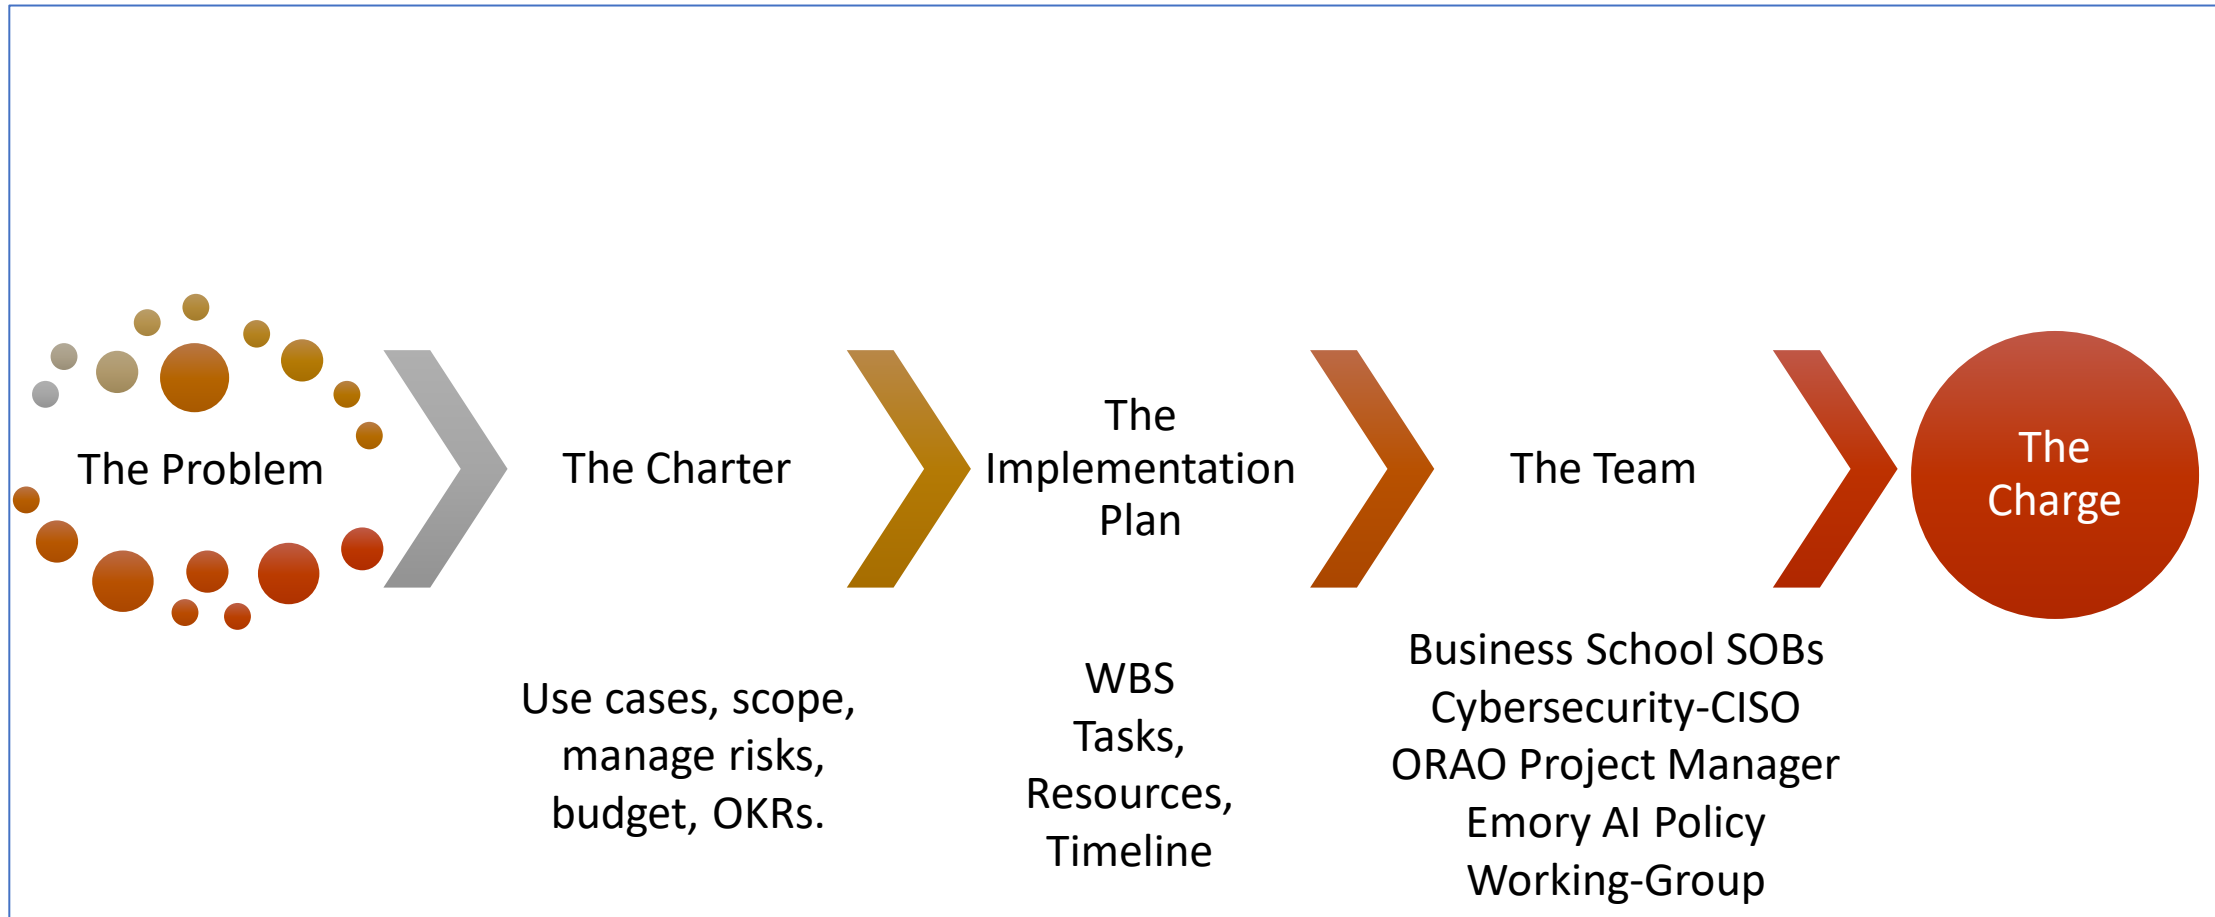 The Problem
The Charter
Use cases, scope,
manage risks,
budget, OKRs.
The
Implementation
Plan
WBS
Tasks,
Resources,
Timeline
The Team
Business School SOBs
Cybersecurity-CISO
ORAO Project Manager
Emory AI Policy
Working-Group
The
Charge